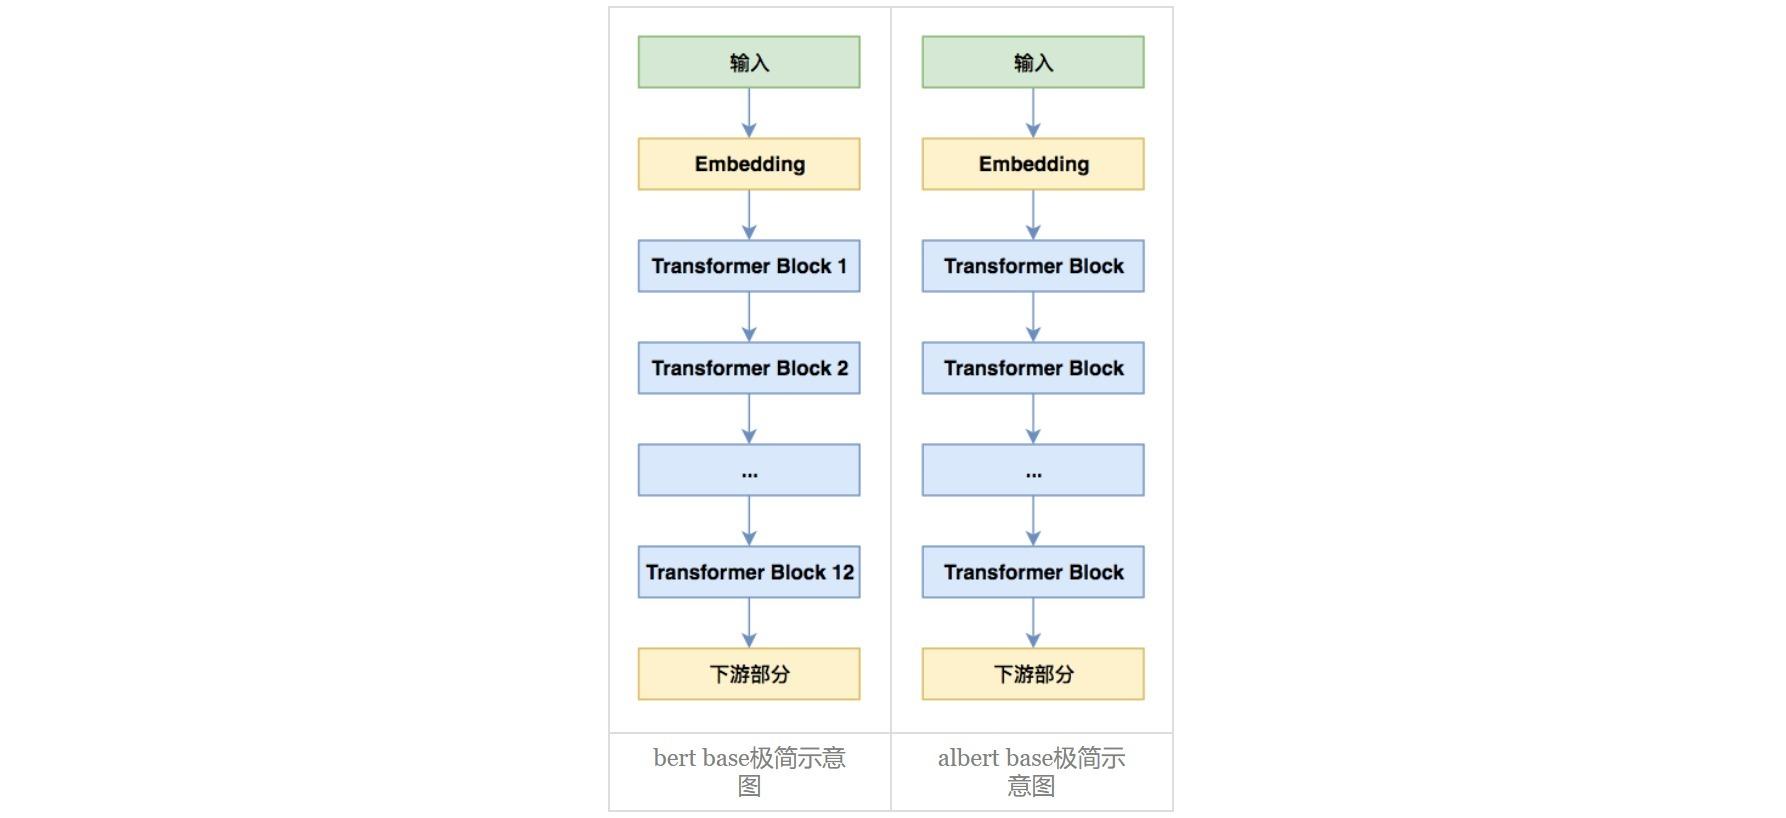 输入
Embedding
Transformer Block 1
Transformer Block 2
...
Transformer Block 12
下游部分
bert base极简示意
图
输入
Embedding
Transformer Block
Transformer Block
...
Transformer Block
下游部分
albert base极简示
意图